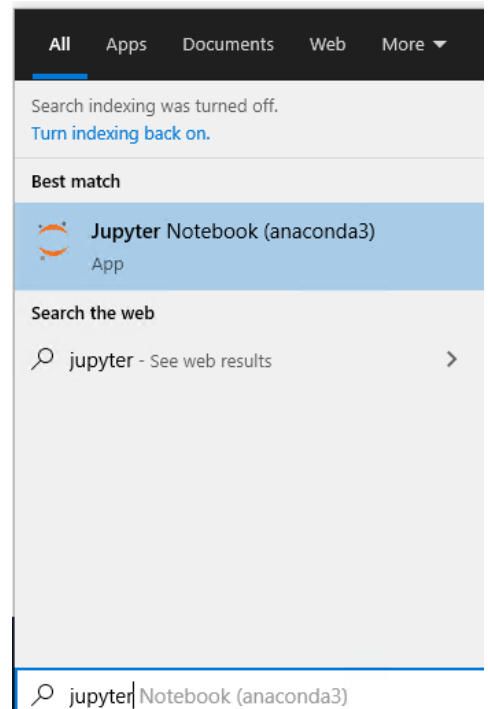 All Apps Documents Web More
Search indexing was turned off.
Turn indexing back on.
Best match
Jupyter Notebook (anaconda3)
App
Search the web
jupyter - See web results
jupyter Notebook (anaconda3)